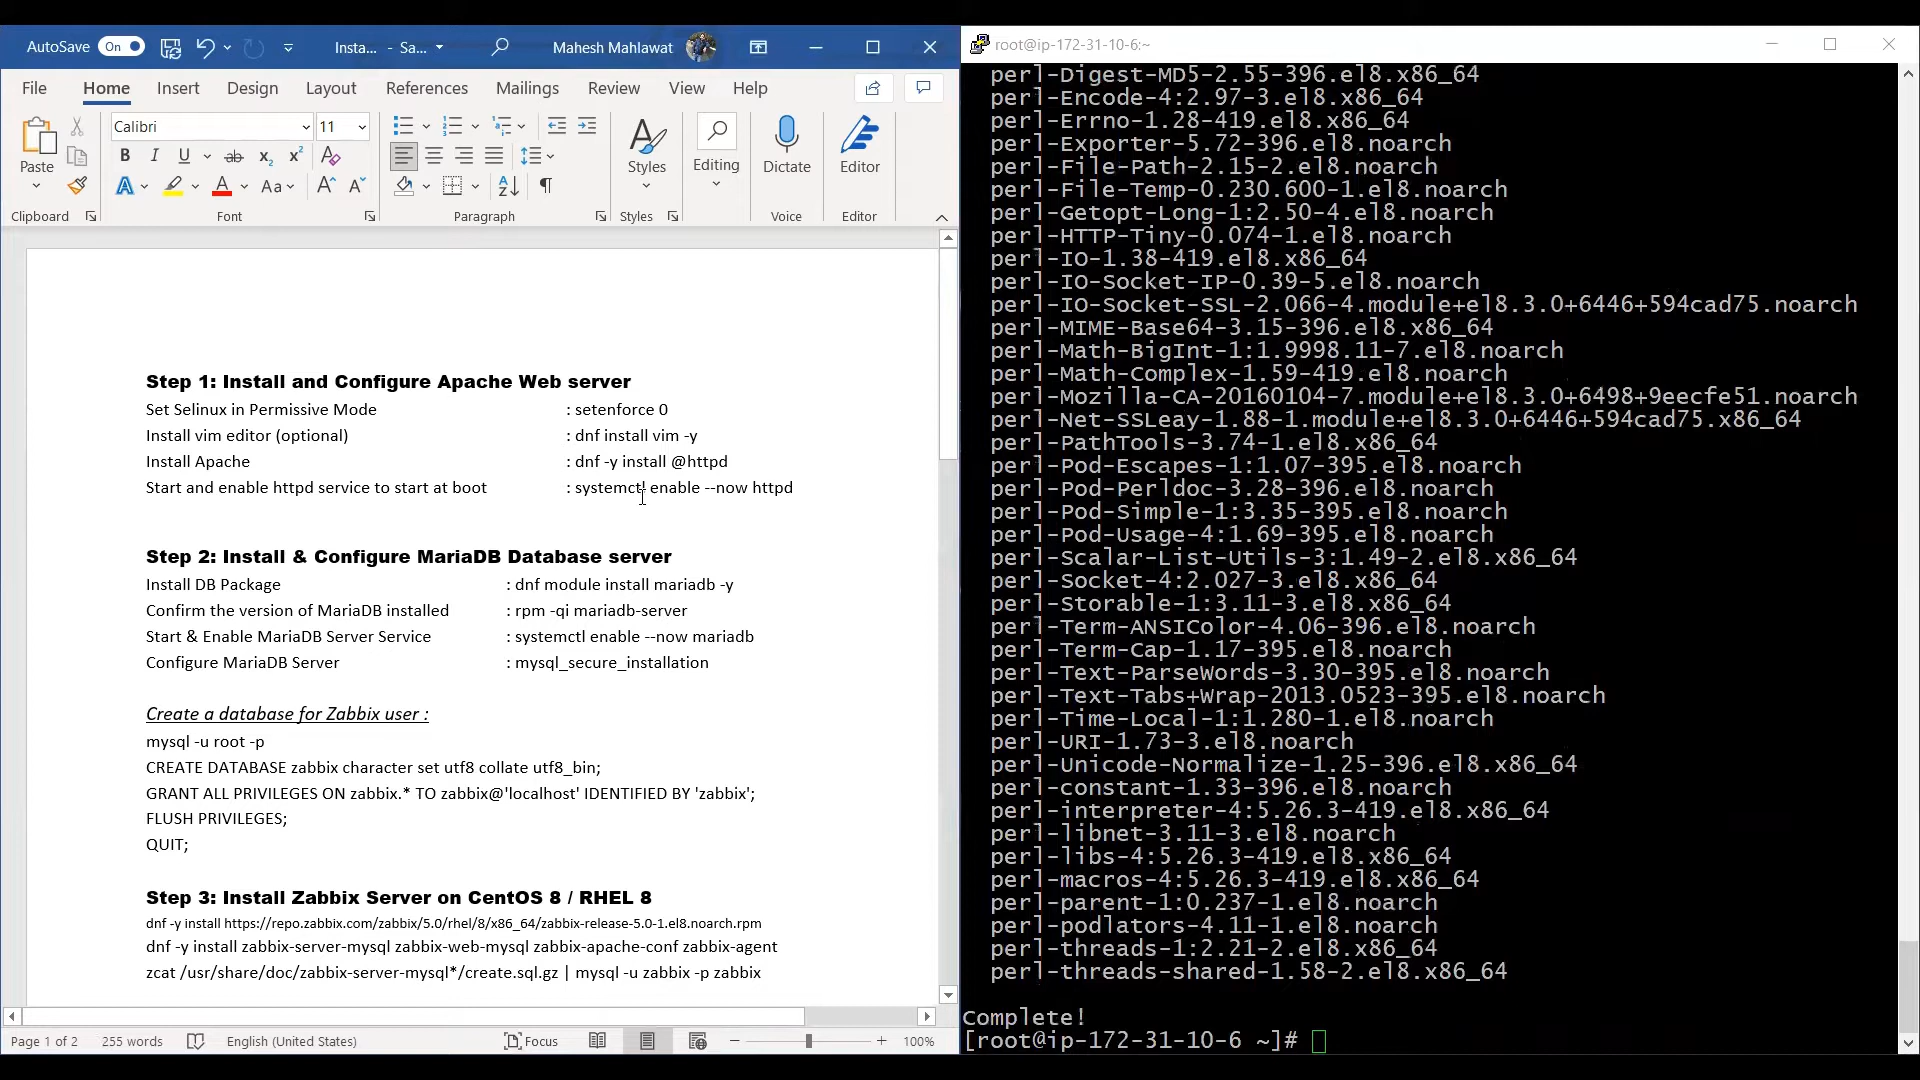 AutoSave On Insta... - Sa... Mahesh Mahlawat
File Home Insert Design Layout References Mailings Review View Help
Calibri 11
Paste Styles Editing Dictate Editor
Clipboard Font Paragraph Styles Voice Editor
Step 1: Install and Configure Apache Web server
Set Selinux in Permissive Mode : setenforce 0
Install vim editor (optional) : dnf install vim -y
Install Apache : dnf -y install @httpd
Start and enable httpd service to start at boot : systemctl enable --now httpd
Step 2: Install & Configure MariaDB Database server
Install DB Package : dnf module install mariadb -y
Confirm the version of MariaDB installed : rpm -qi mariadb-server
Start & Enable MariaDB Server Service : systemctl enable --now mariadb
Configure MariaDB Server : mysql_secure_installation
Create a database for Zabbix user :
mysql -u root -p
CREATE DATABASE zabbix character set utf8 collate utf8_bin;
GRANT ALL PRIVILEGES ON zabbix.* TO zabbix@'localhost' IDENTIFIED BY 'zabbix';
FLUSH PRIVILEGES;
QUIT;
Step 3: Install Zabbix Server on CentOS 8 / RHEL 8
dnf -y install https://repo.zabbix.com/zabbix/5.0/rhel/8/x86_64/zabbix-release-5.0-1.el8.noarch.rpm
dnf -y install zabbix-server-mysql zabbix-web-mysql zabbix-apache-conf zabbix-agent
zcat /usr/share/doc/zabbix-server-mysql*/create.sql.gz | mysql -u zabbix -p zabbix
Page 1 of 2 255 words English (United States) Focus 100%
root@ip-172-31-10-6:~
perl-Digest-MD5-2.55-396.el8.x86_64
perl-Encode-4:2.97-3.el8.x86_64
perl-Errno-1.28-419.el8.x86_64
perl-Exporter-5.72-396.el8.noarch
perl-File-Path-2.15-2.el8.noarch
perl-File-Temp-0.230.600-1.el8.noarch
perl-Getopt-Long-1:2.50-4.el8.noarch
perl-HTTP-Tiny-0.074-1.el8.noarch
perl-IO-1.38-419.el8.x86_64
perl-IO-Socket-IP-0.39-5.el8.noarch
perl-IO-Socket-SSL-2.066-4.module+el8.3.0+6446+594cad75.noarch
perl-MIME-Base64-3.15-396.el8.x86_64
perl-Math-BigInt-1:1.9998.11-7.el8.noarch
perl-Math-Complex-1.59-419.el8.noarch
perl-Mozilla-CA-20160104-7.module+el8.3.0+6498+9eecfe51.noarch
perl-Net-SSLeay-1.88-1.module+el8.3.0+6446+594cad75.x86_64
perl-PathTools-3.74-1.el8.x86_64
perl-Pod-Escapes-1:1.07-395.el8.noarch
perl-Pod-Perldoc-3.28-396.el8.noarch
perl-Pod-Simple-1:3.35-395.el8.noarch
perl-Pod-Usage-4:1.69-395.el8.noarch
perl-Scalar-List-Utils-3:1.49-2.el8.x86_64
perl-Socket-4:2.027-3.el8.x86_64
perl-Storable-1:3.11-3.el8.x86_64
perl-Term-ANSIColor-4.06-396.el8.noarch
perl-Term-Cap-1.17-395.el8.noarch
perl-Text-ParseWords-3.30-395.el8.noarch
perl-Text-Tabs+Wrap-2013.0523-395.el8.noarch
perl-Time-Local-1:1.280-1.el8.noarch
perl-URI-1.73-3.el8.noarch
perl-Unicode-Normalize-1.25-396.el8.x86_64
perl-constant-1.33-396.el8.noarch
perl-interpreter-4:5.26.3-419.el8.x86_64
perl-libnet-3.11-3.el8.noarch
perl-libs-4:5.26.3-419.el8.x86_64
perl-macros-4:5.26.3-419.el8.x86_64
perl-parent-1:0.237-1.el8.noarch
perl-podlators-4.11-1.el8.noarch
perl-threads-1:2.21-2.el8.x86_64
perl-threads-shared-1.58-2.el8.x86_64
Complete!
[root@ip-172-31-10-6 ~]#